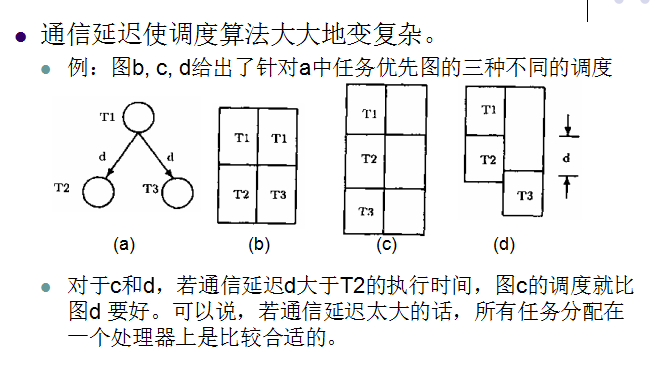 通信延迟使调度算法大大地变复杂。
例：图b, c, d给出了针对a中任务优先图的三种不同的调度
T1
d d
T2 T3
(a)
T1 T1
T2 T3
(b)
T1
T2
T3
(c)
T1
T2 d
T3
(d)
对于c和d，若通信延迟d大于T2的执行时间，图c的调度就比
图d 要好。可以说，若通信延迟太大的话，所有任务分配在
一个处理器上是比较合适的。